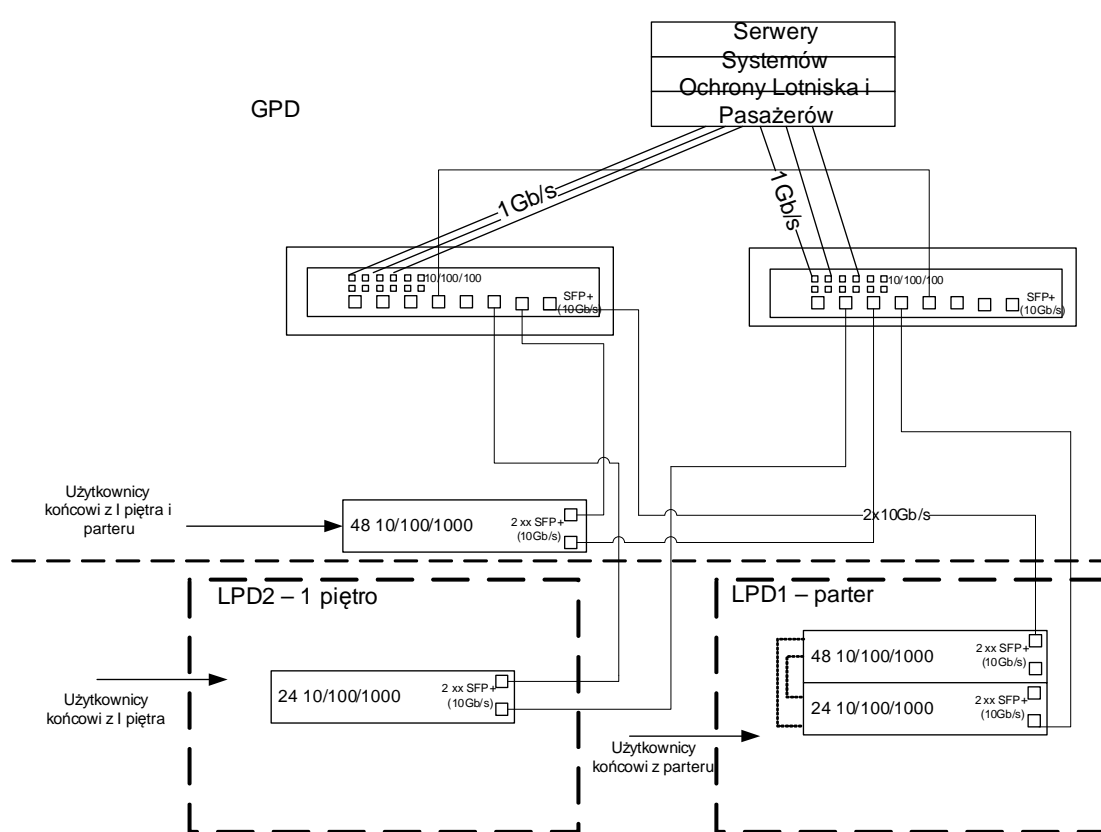 Serwery
Systemów
Ochrony Lotniska i
Pasażerów
GPD
1Gb/s
1Gb/s
10/100/100
SFP+
(10Gb/s)
10/100/100
SFP+
(10Gb/s)
Użytkownicy
końcowi z I piętra i
parteru
48 10/100/1000
2 xx SFP+
(10Gb/s)
2x10Gb/s
LPD2 – 1 piętro
LPD1 – parter
48 10/100/1000
2 xx SFP+
(10Gb/s)
24 10/100/1000
2 xx SFP+
(10Gb/s)
24 10/100/1000
2 xx SFP+
(10Gb/s)
Użytkownicy
końcowi z I piętra
Użytkownicy
końcowi z parteru